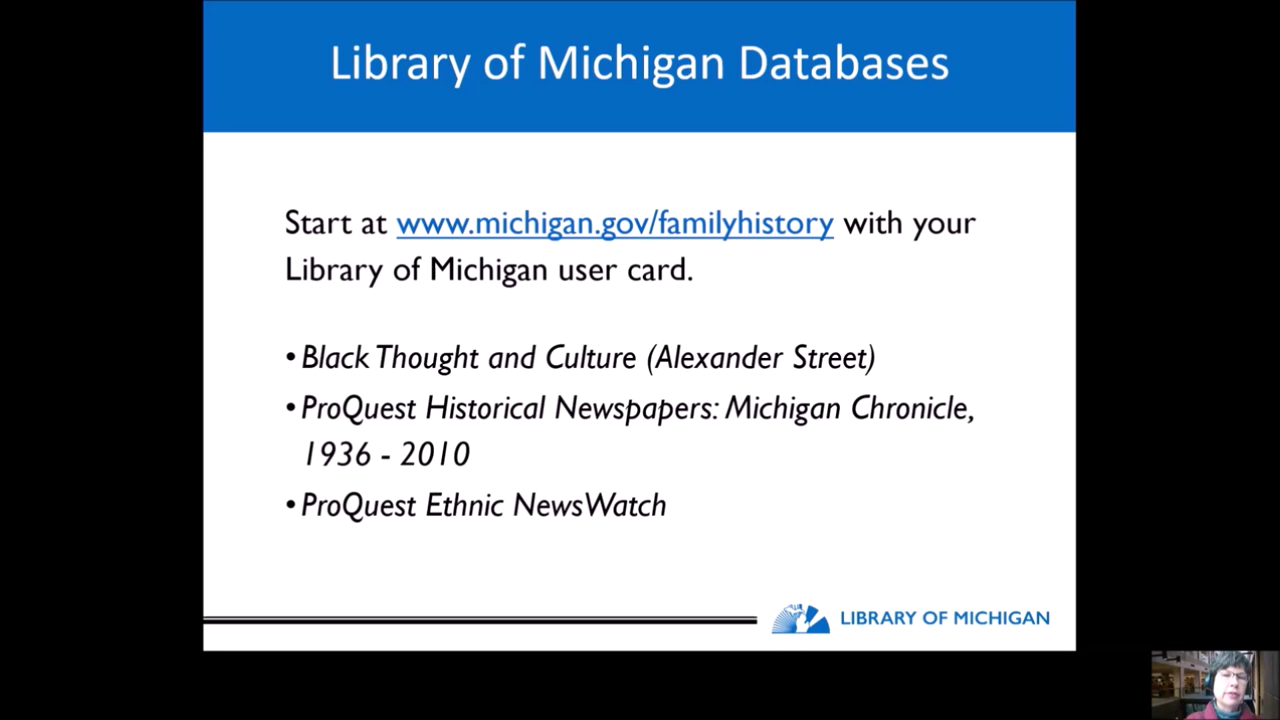 Library of Michigan Databases
Start at www.michigan.gov/familyhistory with your
Library of Michigan user card.
• Black Thought and Culture (Alexander Street)
• ProQuest Historical Newspapers: Michigan Chronicle,
1936 - 2010
• ProQuest Ethnic NewsWatch
LIBRARY OF MICHIGAN